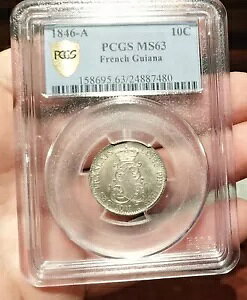 1846-A 10C
PCGS MS63
French Guiana
158695.63/24887480
PCGS